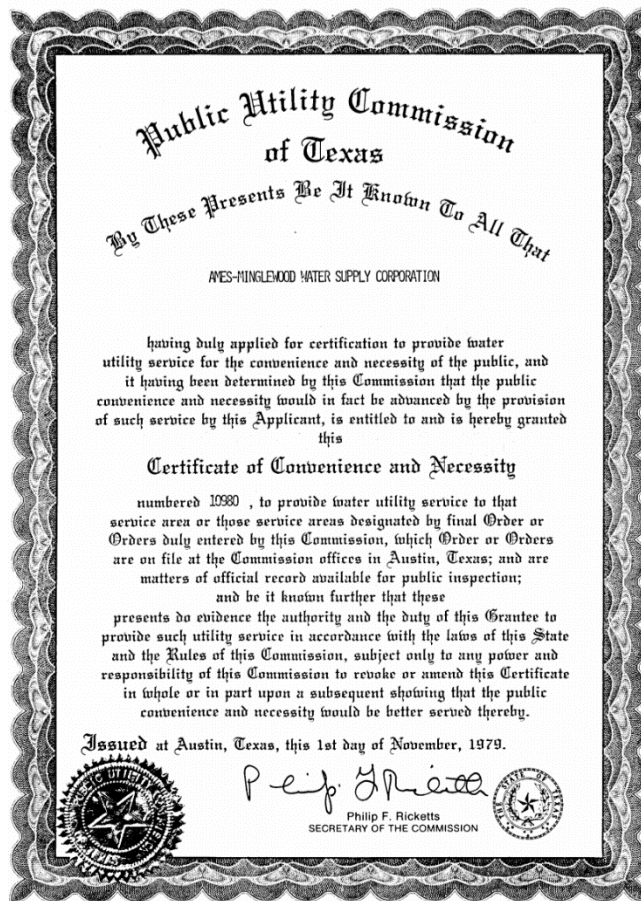 Public Utility Commission
of Texas
By These Presents Be It Known To All That
AMES-MINGLEWOOD WATER SUPPLY CORPORATION
having duly applied for certification to provide water
utility service for the convenience and necessity of the public, and
it having been determined by this Commission that the public
convenience and necessity would in fact be advanced by the provision
of such service by this Applicant, is entitled to and is hereby granted
this
Certificate of Convenience and Necessity
numbered 10980 , to provide water utility service to that
service area or those service areas designated by final Order or
Orders duly entered by this Commission, which Order or Orders
are on file at the Commission offices in Austin, Texas; and are
matters of official record available for public inspection;
and be it known further that these
presents do evidence the authority and the duty of this Grantee to
provide such utility service in accordance with the laws of this State
and the Rules of this Commission, subject only to any power and
responsibility of this Commission to revoke or amend this Certificate
in whole or in part upon a subsequent showing that the public
convenience and necessity would be better served thereby.
Issued at Austin, Texas, this 1st day of November, 1979.
Philip F. Ricketts
SECRETARY OF THE COMMISSION
PUBLIC UTILITY
THE STATE OF TEXAS